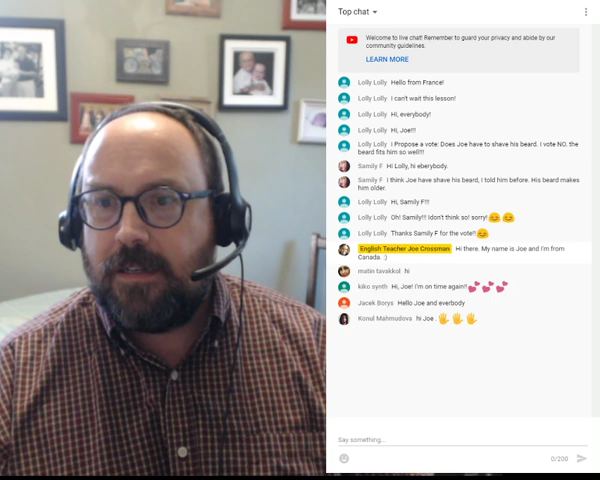 Top chat
Welcome to live chat! Remember to guard your privacy and abide by our
community guidelines.
LEARN MORE
Lolly Lolly Hello from France!
Lolly Lolly I can't wait this lesson!
Lolly Lolly Hi, everybody!
Lolly Lolly Hi, Joe!!!
Lolly Lolly I Propose a vote: Does Joe have to shave his beard. I vote NO. the
beard fits him so well!!!
Samily F Hi Lolly, hi eberybody.
Samily F I think Joe have shave his beard, I told him before. His beard makes
him older.
Lolly Lolly Hi, Samily F!!!
Lolly Lolly Oh! Samily!!! Idon't think so! sorry!😊😊
Lolly Lolly Thanks Samily F for the vote!!😊
English Teacher Joe Crossman Hi there. My name is Joe and I'm from
Canada. :)
matin tavakkol hi
kiko synth Hi, Joe! i'm on time again!!💕💕💕
Jacek Borys Hello Joe and everbody
Konul Mahmudova hi Joe . 🖐🖐🖐
Say something...
0/200